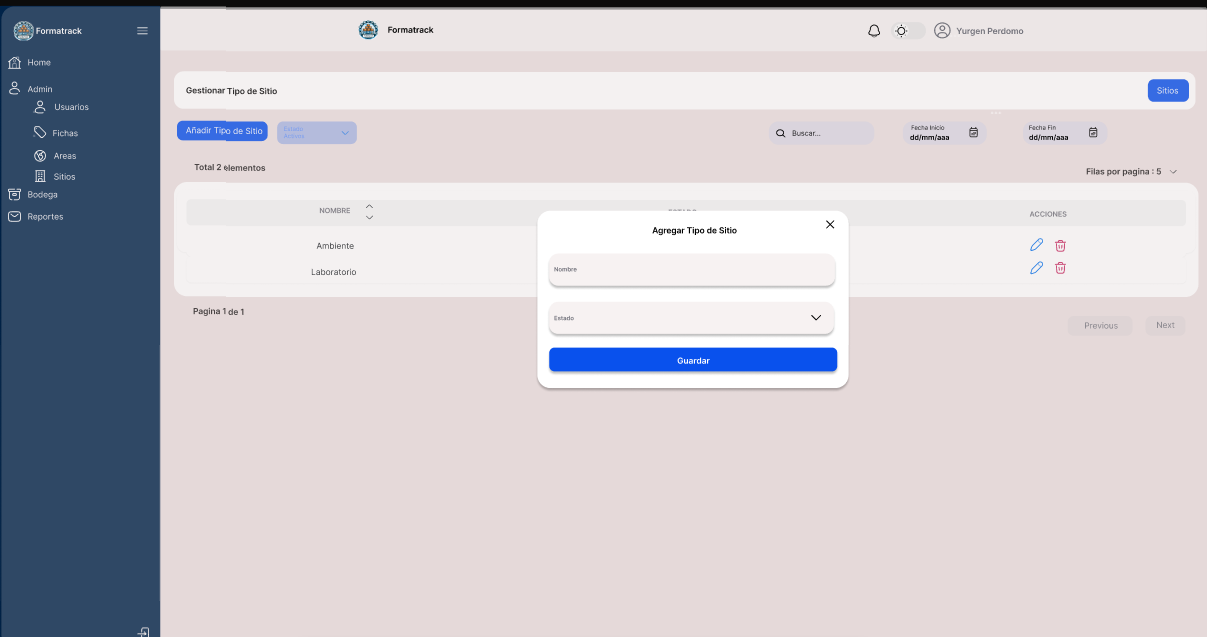 Formatrack
Formatrack
Yurgen Perdomo
Home
Admin
Usuarios
Fichas
Areas
Sitios
Bodega
Reportes
Gestionar Tipo de Sitio
Sitios
Añadir Tipo de Sitio
Estado
Activos
Buscar...
Fecha Inicio
dd/mm/aaa
Fecha Fin
dd/mm/aaa
Total 2 elementos
Filas por pagina : 5
NOMBRE
ACCIONES
Ambiente
Laboratorio
Pagina 1 de 1
Previous
Next
Agregar Tipo de Sitio
Nombre
Estado
Guardar